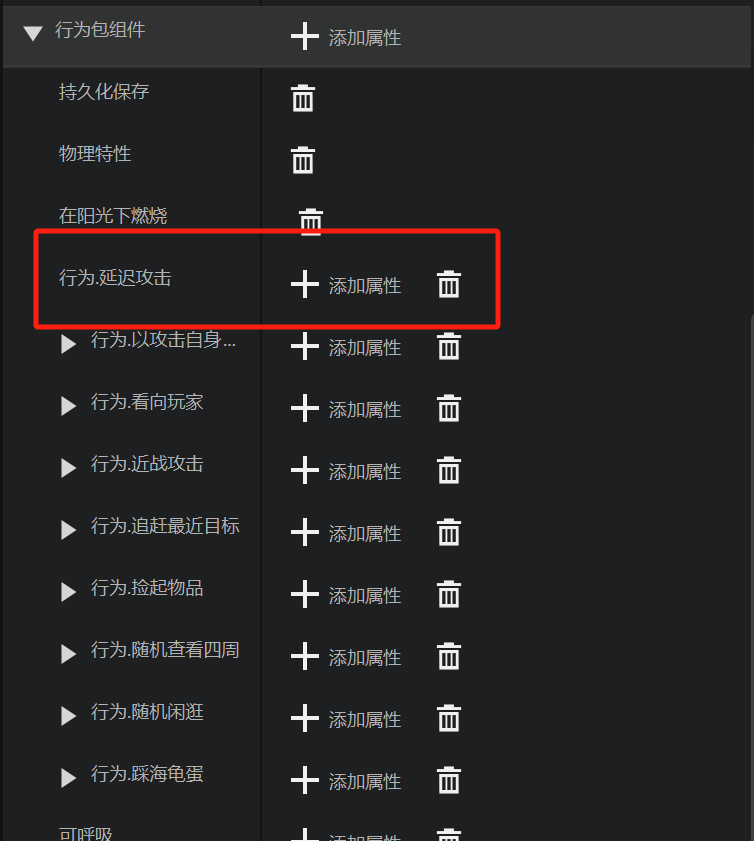 行为包组件 添加属性
持久化保存
物理特性
在阳光下燃烧
行为.延迟攻击 添加属性
行为.以攻击自身... 添加属性
行为.看向玩家 添加属性
行为.近战攻击 添加属性
行为.追赶最近目标 添加属性
行为.捡起物品 添加属性
行为.随机查看四周 添加属性
行为.随机闲逛 添加属性
行为.踩海龟蛋 添加属性
可呼吸 添加属性